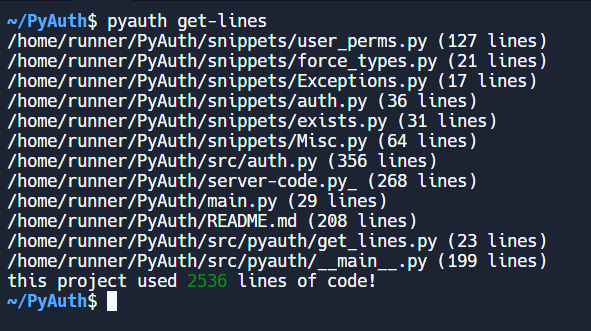 ~/PyAuth$ pyauth get-lines
/home/runner/PyAuth/snippets/user_perms.py (127 lines)
/home/runner/PyAuth/snippets/force_types.py (21 lines)
/home/runner/PyAuth/snippets/Exceptions.py (17 lines)
/home/runner/PyAuth/snippets/auth.py (36 lines)
/home/runner/PyAuth/snippets/exists.py (31 lines)
/home/runner/PyAuth/snippets/Misc.py (64 lines)
/home/runner/PyAuth/src/auth.py (356 lines)
/home/runner/PyAuth/server-code.py_ (268 lines)
/home/runner/PyAuth/main.py (29 lines)
/home/runner/PyAuth/README.md (208 lines)
/home/runner/PyAuth/src/pyauth/get_lines.py (23 lines)
/home/runner/PyAuth/src/pyauth/__main__.py (199 lines)
this project used 2536 lines of code!
~/PyAuth$